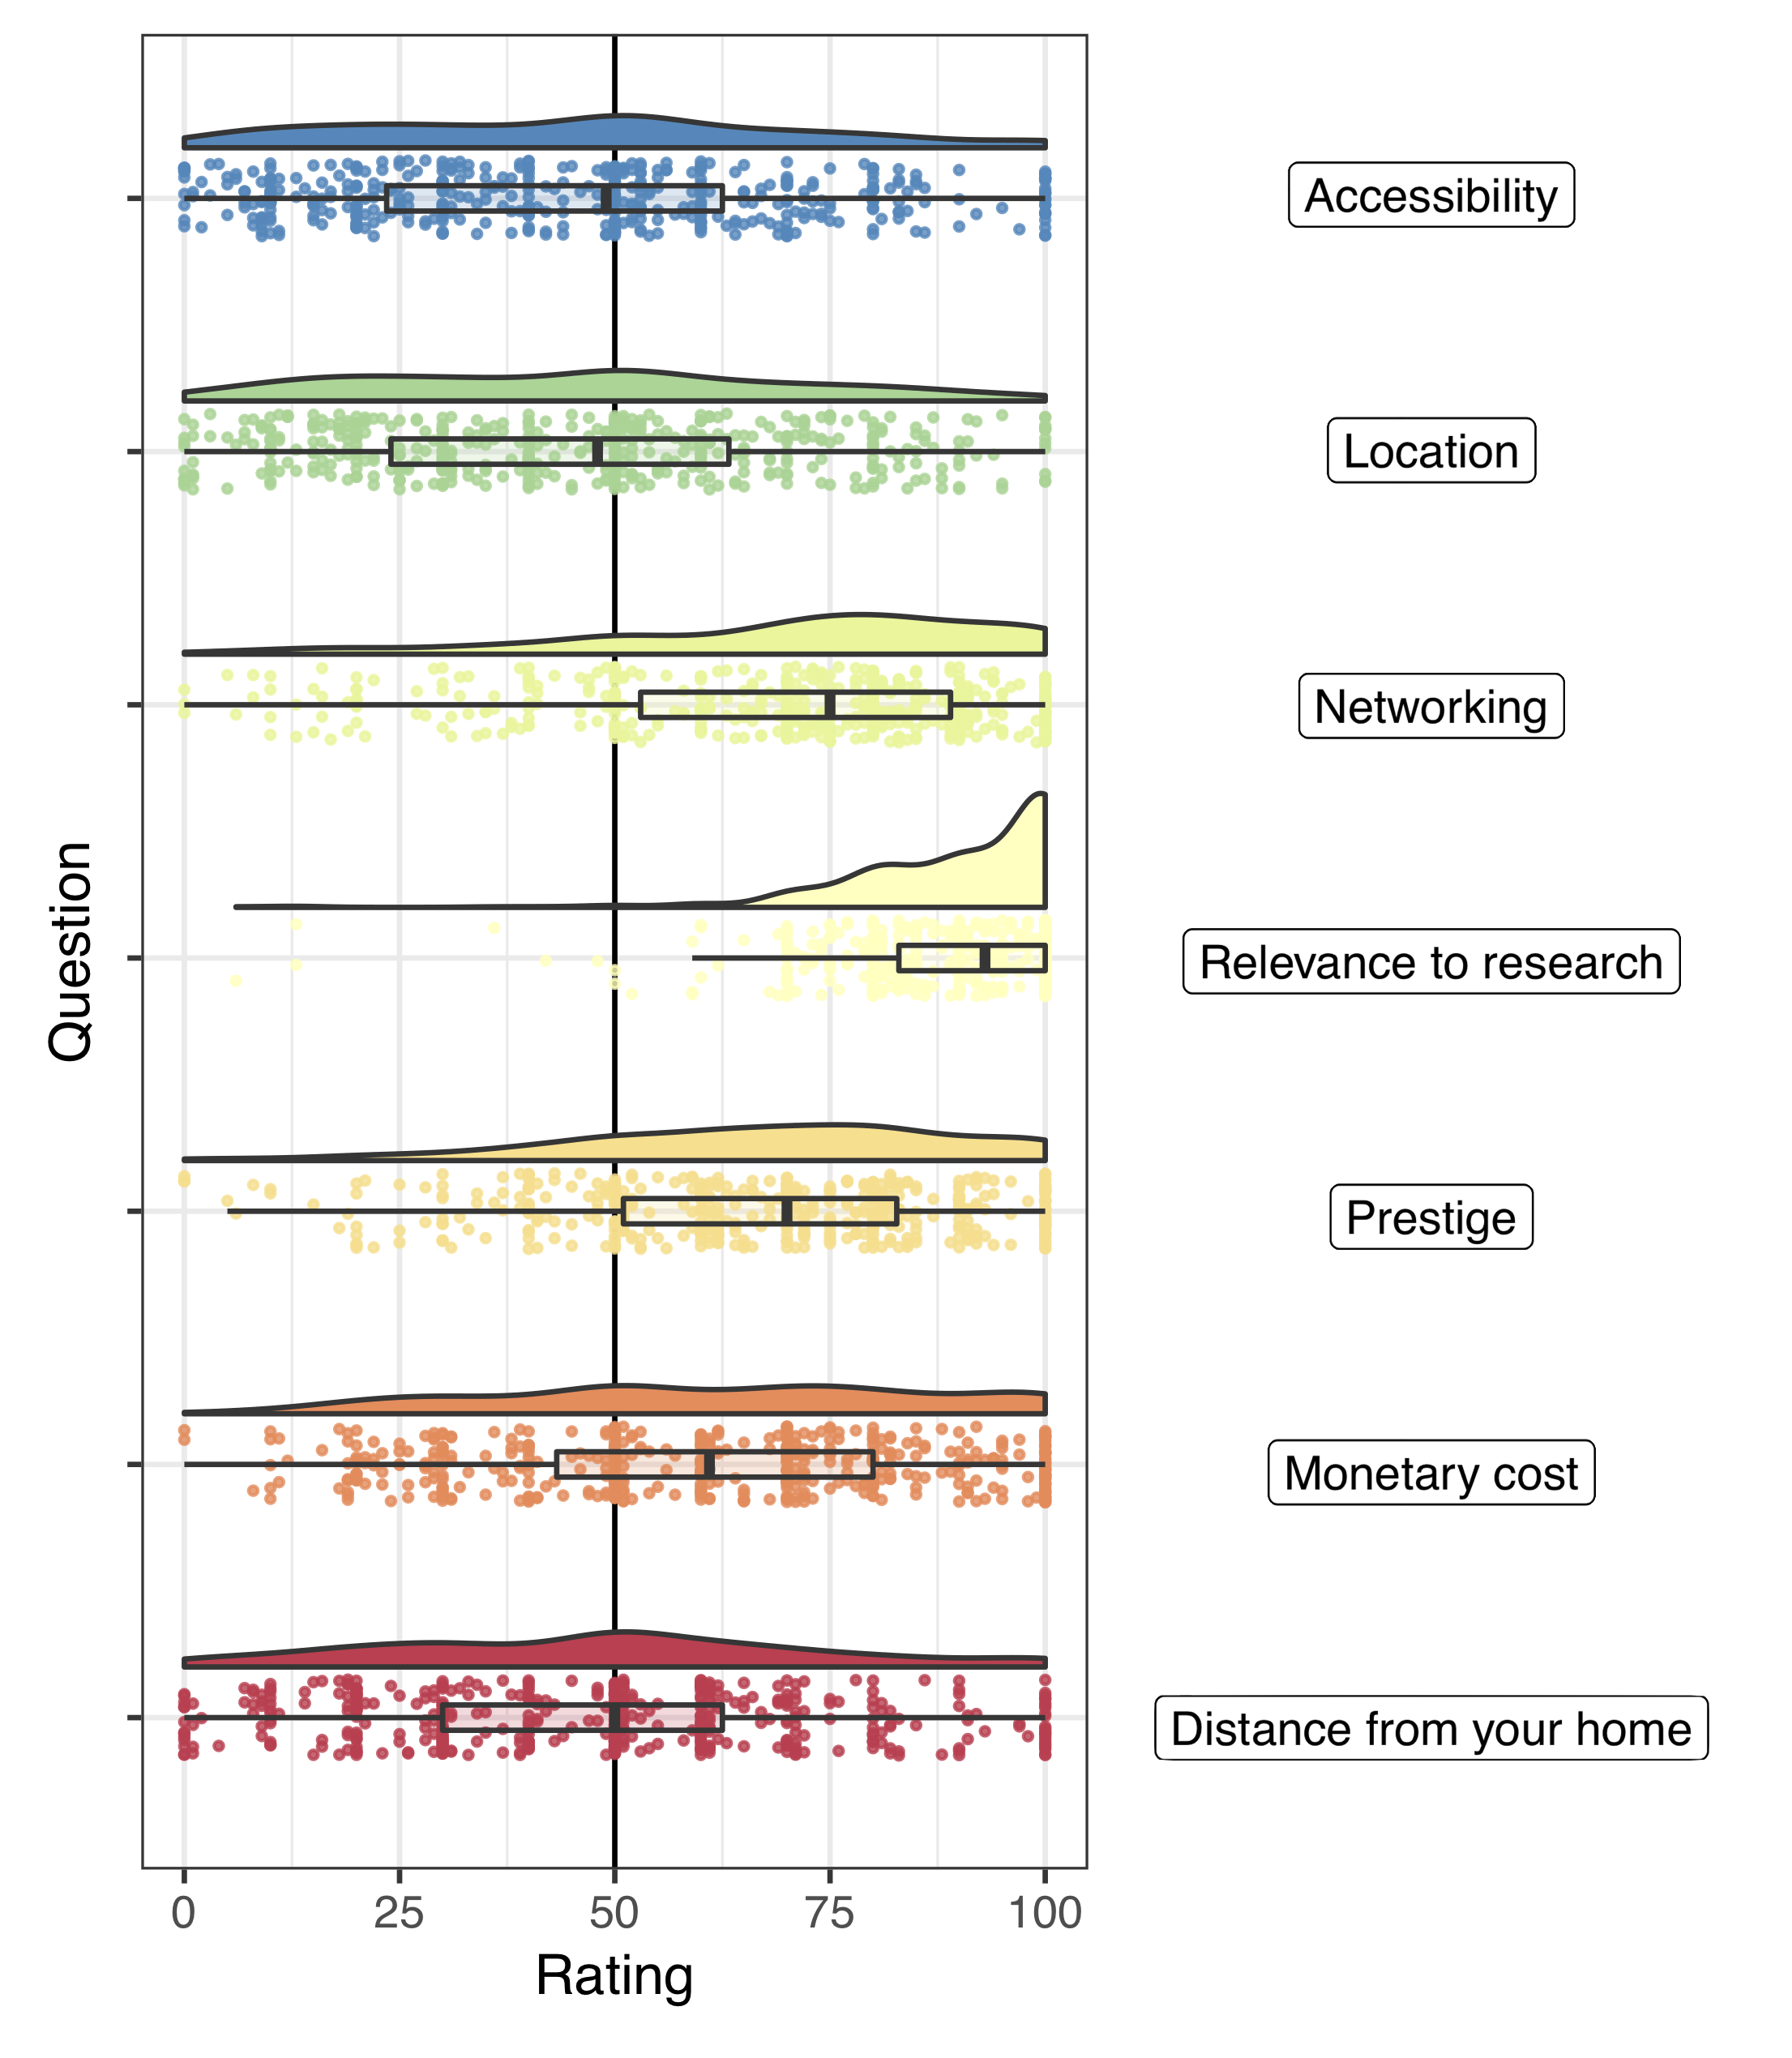 Accessibility
Location
Networking
Relevance to research
Prestige
Monetary cost
Distance from your home
Question
0 25 50 75 100
Rating